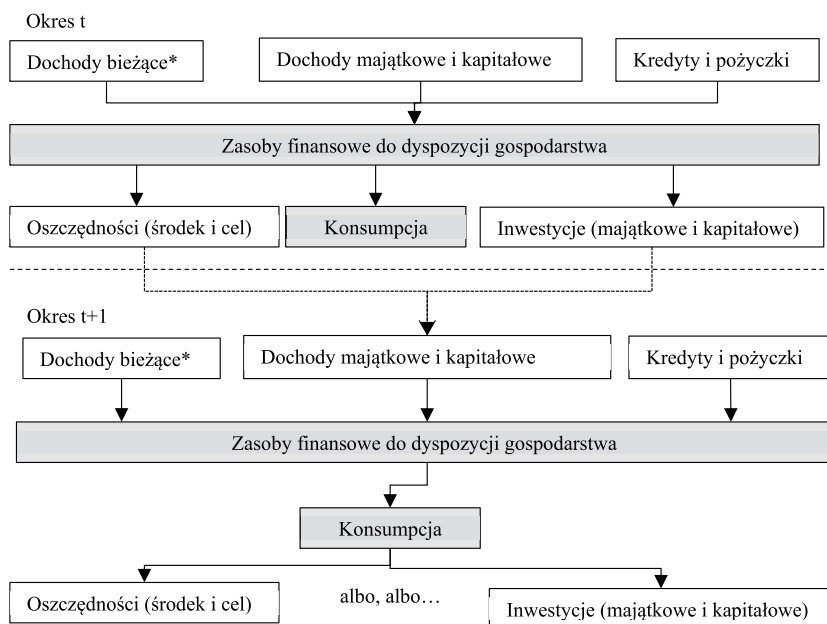 Okres t
Dochody bieżące*
Dochody majątkowe i kapitałowe
Kredyty i pożyczki
Zasoby finansowe do dyspozycji gospodarstwa
Oszczędności (środek i cel)
Konsumpcja
Inwestycje (majątkowe i kapitałowe)
Okres t+1
Dochody bieżące*
Dochody majątkowe i kapitałowe
Kredyty i pożyczki
Zasoby finansowe do dyspozycji gospodarstwa
Konsumpcja
Oszczędności (środek i cel)
albo, albo…
Inwestycje (majątkowe i kapitałowe)